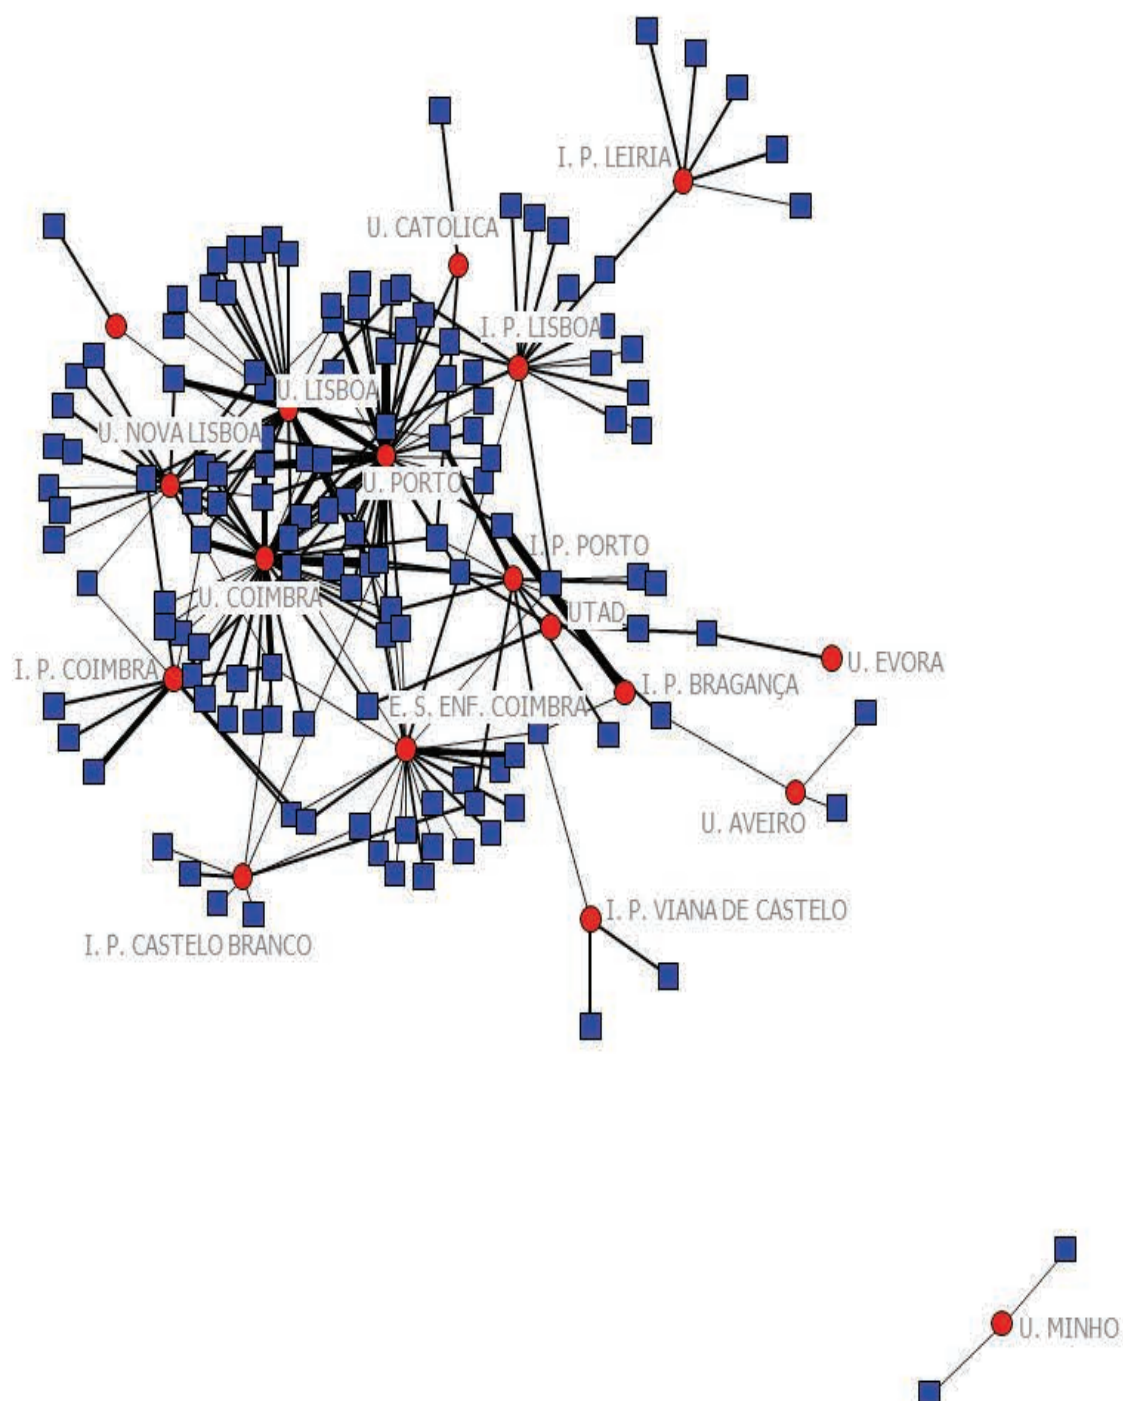 I. P. LEIRIA
U. CATOLICA
I. P. LISBOA
U. LISBOA
U. NOVA LISBOA
U. PORTO
I. P. PORTO
U. COIMBRA
UTAD
I. P. COIMBRA
U. EVORA
I. P. BRAGANÇA
E. S. ENF. COIMBRA
U. AVEIRO
I. P. VIANA DE CASTELO
I. P. CASTELO BRANCO
U. MINHO